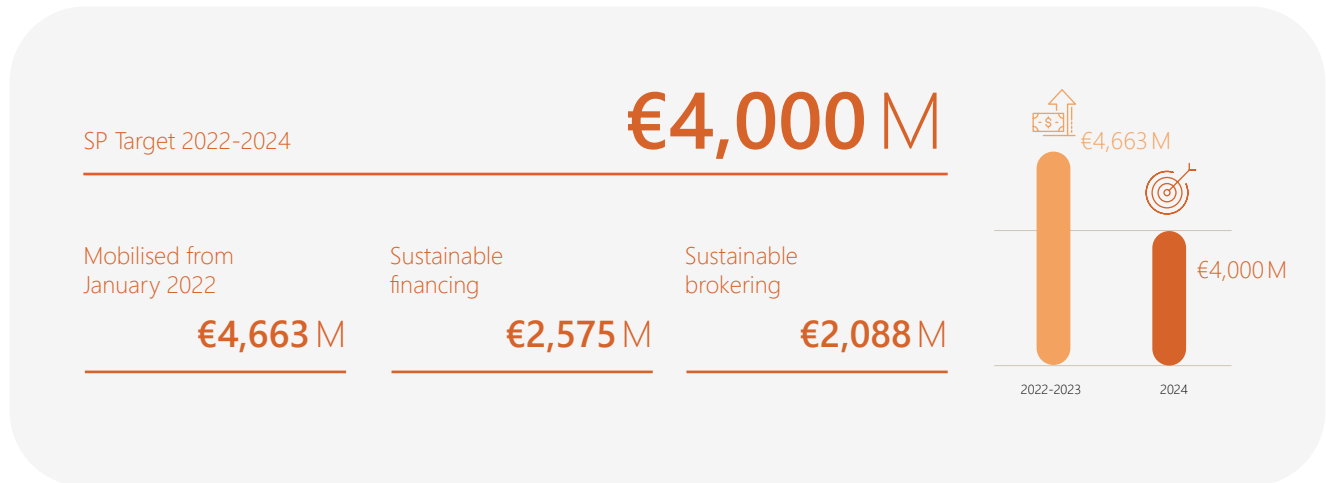 SP Target 2022-2024
€4,000 M
Mobilised from
January 2022
€4,663 M
Sustainable
financing
€2,575 M
Sustainable
brokering
€2,088 M
$
€4,663 M
€4,000 M
2022-2023
2024